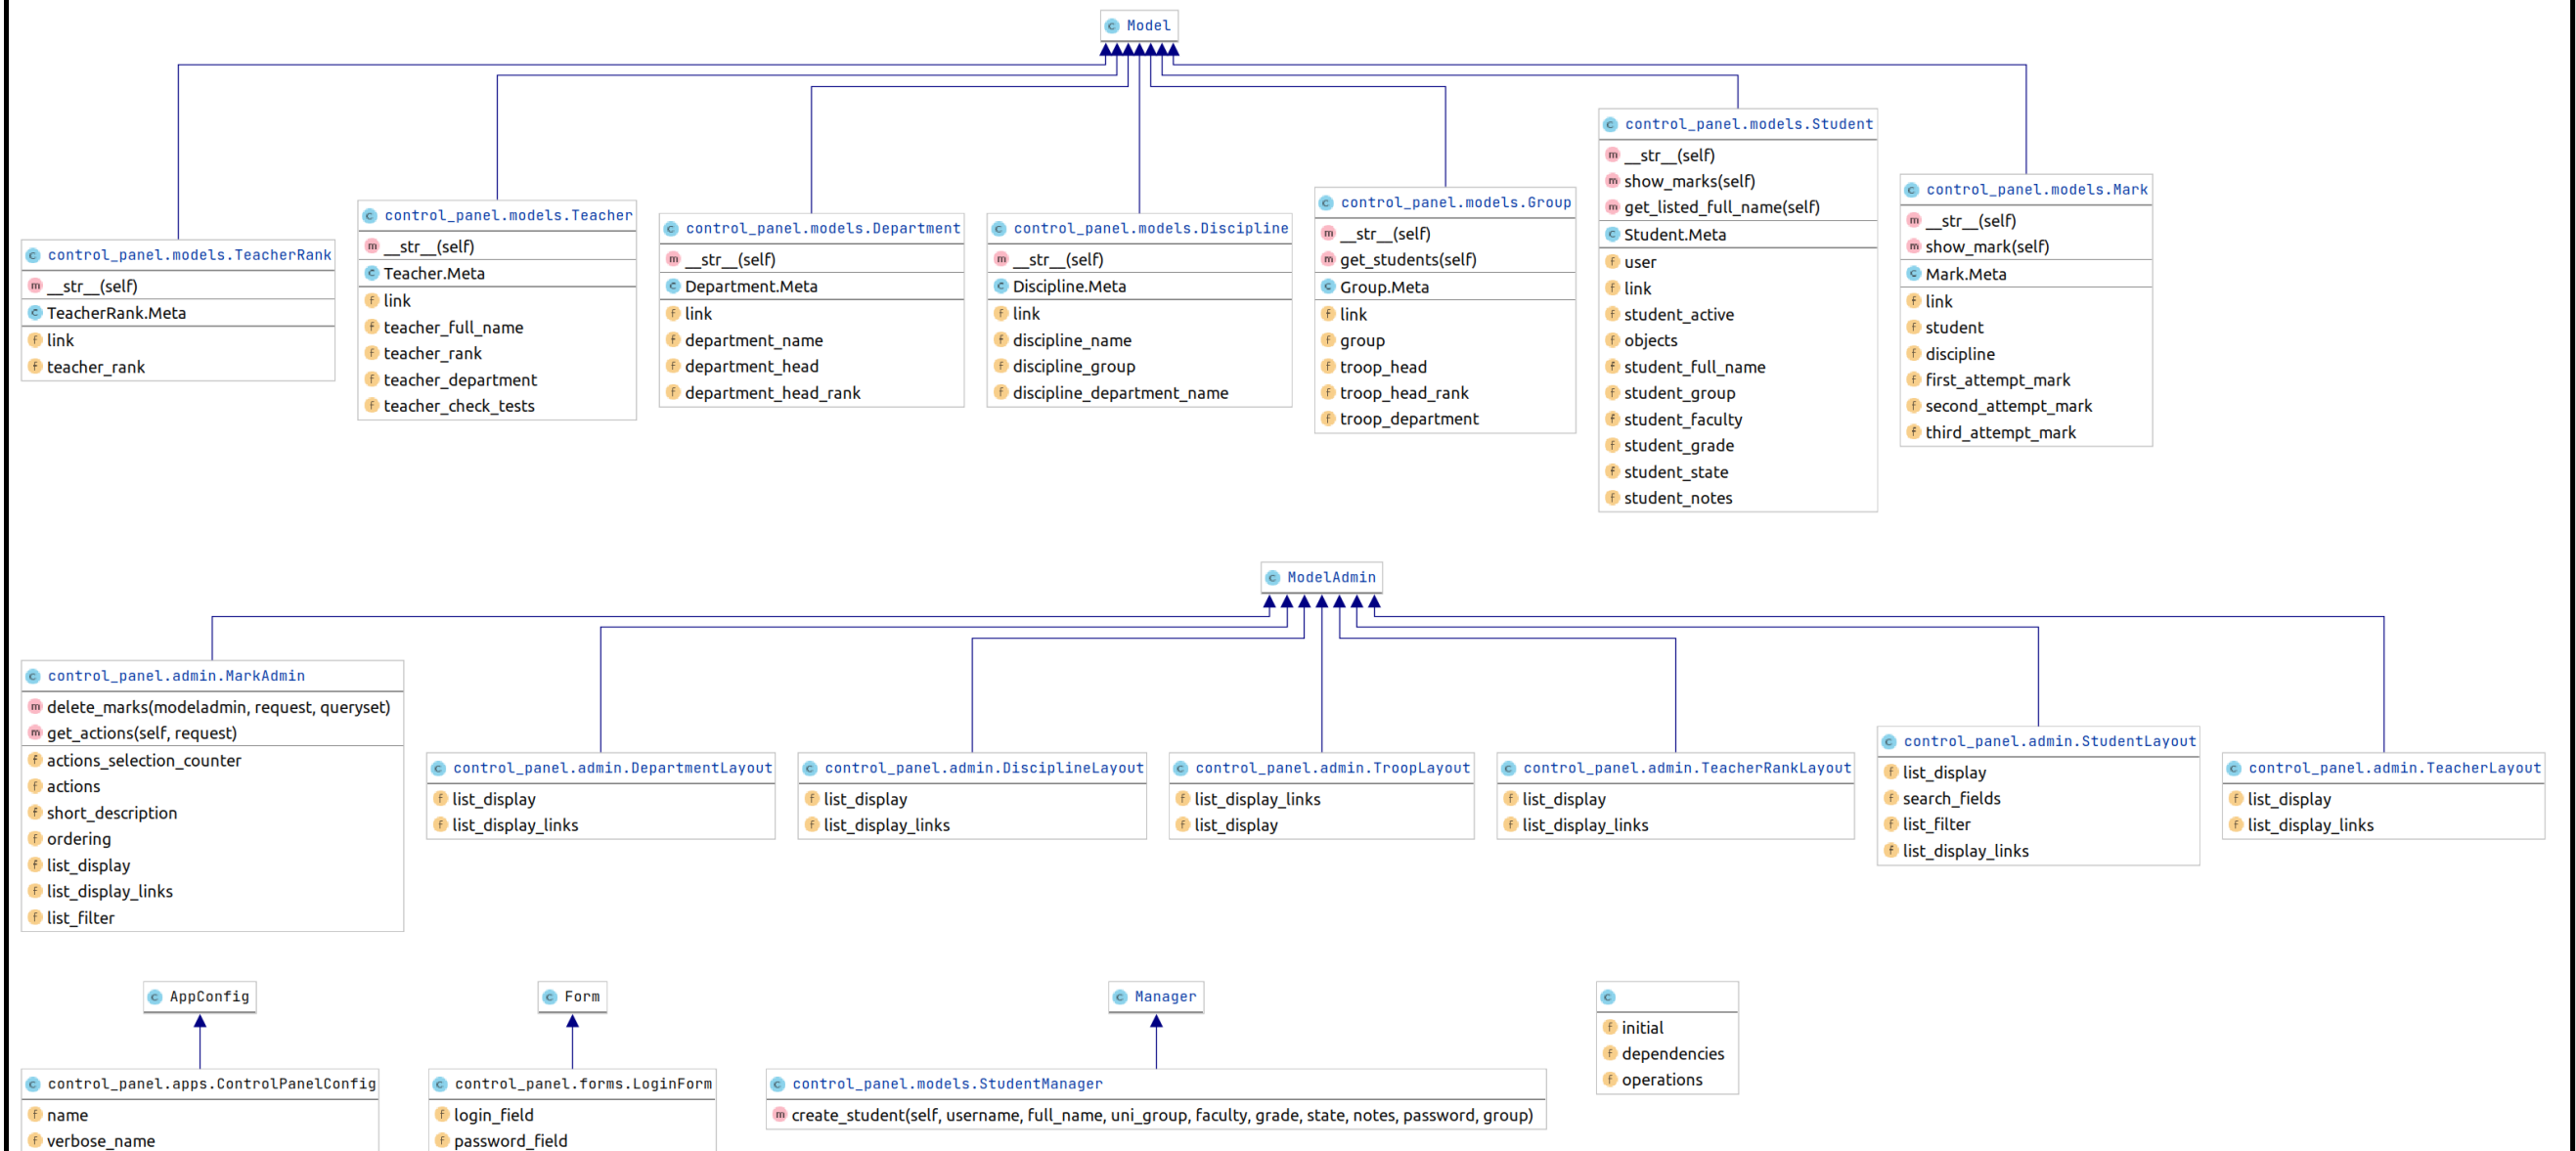 Model
control_panel.models.TeacherRank
__str__(self)
TeacherRank.Meta
link
teacher_rank
control_panel.models.Teacher
__str__(self)
Teacher.Meta
link
teacher_full_name
teacher_rank
teacher_department
teacher_check_tests
control_panel.models.Department
__str__(self)
Department.Meta
link
department_name
department_head
department_head_rank
control_panel.models.Discipline
__str__(self)
Discipline.Meta
link
discipline_name
discipline_group
discipline_department_name
control_panel.models.Group
__str__(self)
get_students(self)
Group.Meta
link
group
troop_head
troop_head_rank
troop_department
control_panel.models.Student
__str__(self)
show_marks(self)
get_listed_full_name(self)
Student.Meta
user
link
student_active
objects
student_full_name
student_group
student_faculty
student_grade
student_state
student_notes
control_panel.models.Mark
__str__(self)
show_mark(self)
Mark.Meta
link
student
discipline
first_attempt_mark
second_attempt_mark
third_attempt_mark
ModelAdmin
control_panel.admin.MarkAdmin
delete_marks(modeladmin, request, queryset)
get_actions(self, request)
actions_selection_counter
actions
short_description
ordering
list_display
list_display_links
list_filter
control_panel.admin.DepartmentLayout
list_display
list_display_links
control_panel.admin.DisciplineLayout
list_display
list_display_links
control_panel.admin.TroopLayout
list_display_links
list_display
control_panel.admin.TeacherRankLayout
list_display
list_display_links
control_panel.admin.StudentLayout
list_display
search_fields
list_filter
list_display_links
control_panel.admin.TeacherLayout
list_display
list_display_links
AppConfig
control_panel.apps.ControlPanelConfig
name
verbose_name
Form
control_panel.forms.LoginForm
login_field
password_field
Manager
control_panel.models.StudentManager
create_student(self, username, full_name, uni_group, faculty, grade, state, notes, password, group)
initial
dependencies
operations